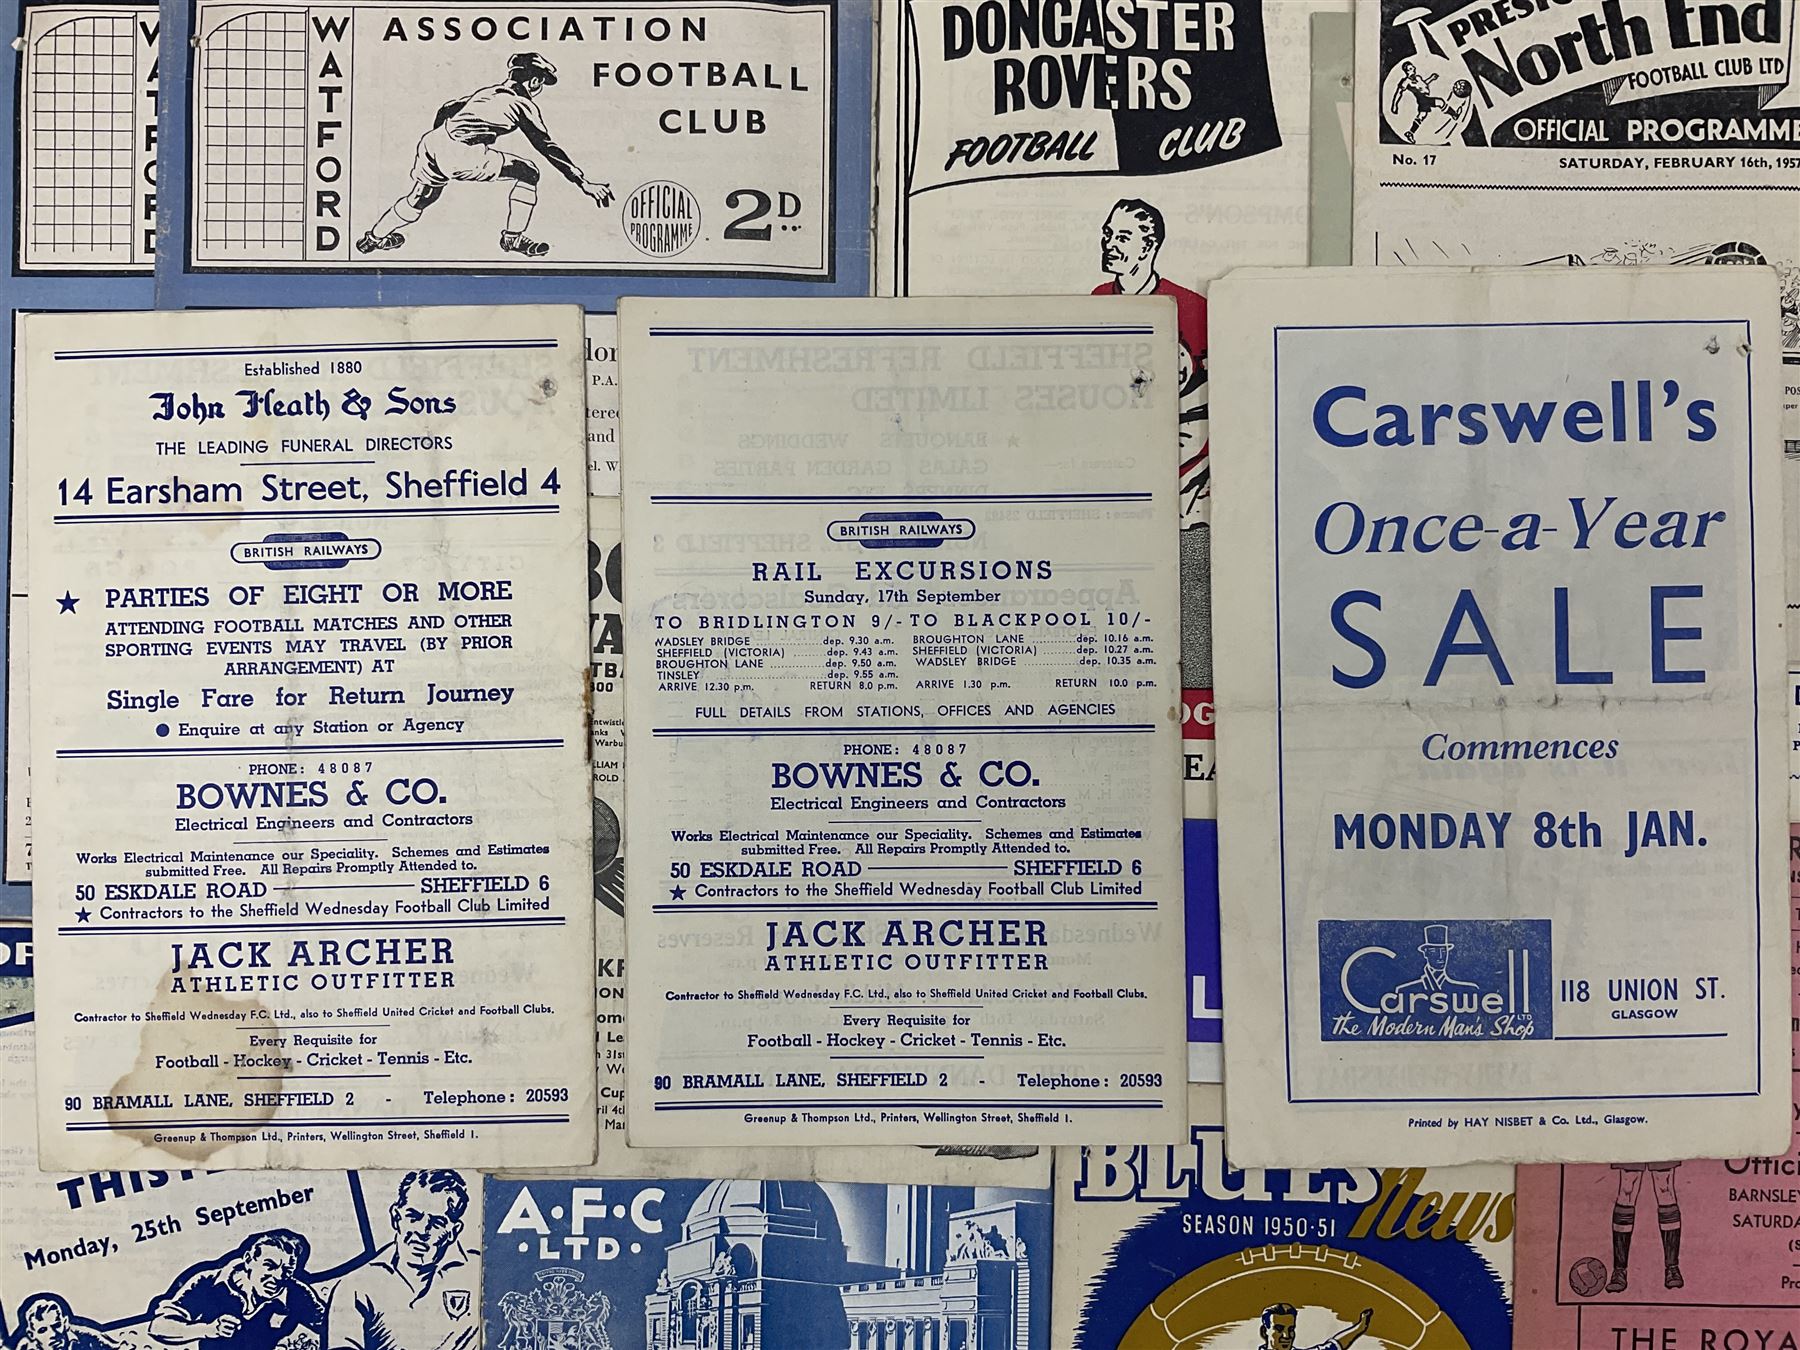 WATFORD
ASSOCIATION
FOOTBALL
CLUB
OFFICIAL
PROGRAMME
2D
DONCASTER
ROVERS
FOOTBALL CLUB
North End
FOOTBALL CLUB LTD
OFFICIAL PROGRAMME
No. 17
SATURDAY, FEBRUARY 16th, 1957
Established 1880
John Heath & Sons
THE LEADING FUNERAL DIRECTORS
14 Earsham Street, Sheffield 4
BRITISH RAILWAYS
★ PARTIES OF EIGHT OR MORE
ATTENDING FOOTBALL MATCHES AND OTHER
SPORTING EVENTS MAY TRAVEL (BY PRIOR
ARRANGEMENT) AT
Single Fare for Return Journey
● Enquire at any Station or Agency
PHONE: 48087
BOWNES & CO.
Electrical Engineers and Contractors
Works Electrical Maintenance our Speciality. Schemes and Estimates
submitted Free. All Repairs Promptly Attended to.
50 ESKDALE ROAD —— SHEFFIELD 6
★ Contractors to the Sheffield Wednesday Football Club Limited
JACK ARCHER
ATHLETIC OUTFITTER
Contractor to Sheffield Wednesday F.C. Ltd., also to Sheffield United Cricket and Football Clubs.
Every Requisite for
Football - Hockey - Cricket - Tennis - Etc.
90 BRAMALL LANE, SHEFFIELD 2 - Telephone: 20593
Greenup & Thompson Ltd., Printers, Wellington Street, Sheffield 1.
BRITISH RAILWAYS
RAIL EXCURSIONS
Sunday, 17th September
TO BRIDLINGTON 9/- TO BLACKPOOL 10/-
WADSLEY BRIDGE ............ dep. 9.30 a.m. BROUGHTON LANE ............ dep. 10.16 a.m.
SHEFFIELD (VICTORIA) ............ dep. 9.43 a.m. SHEFFIELD (VICTORIA) ............ dep. 10.27 a.m.
BROUGHTON LANE ............ dep. 9.50 a.m. WADSLEY BRIDGE ............ dep. 10.35 a.m.
TINSLEY ............ dep. 9.55 a.m.
ARRIVE 12.30 p.m. RETURN 8.0 p.m. ARRIVE 1.30 p.m. RETURN 10.0 p.m.
FULL DETAILS FROM STATIONS, OFFICES AND AGENCIES
PHONE: 48087
BOWNES & CO.
Electrical Engineers and Contractors
Works Electrical Maintenance our Speciality. Schemes and Estimates
submitted Free. All Repairs Promptly Attended to.
50 ESKDALE ROAD —— SHEFFIELD 6
★ Contractors to the Sheffield Wednesday Football Club Limited
JACK ARCHER
ATHLETIC OUTFITTER
Contractor to Sheffield Wednesday F.C. Ltd., also to Sheffield United Cricket and Football Clubs.
Every Requisite for
Football - Hockey - Cricket - Tennis - Etc.
90 BRAMALL LANE, SHEFFIELD 2 - Telephone: 20593
Greenup & Thompson Ltd., Printers, Wellington Street, Sheffield 1.
Carswell's
Once-a-Year
SALE
Commences
MONDAY 8th JAN.
Carswell LTD
The Modern Man's Shop
118 UNION ST.
GLASGOW
Printed by HAY NISBET & Co. Ltd., Glasgow.
Monday, 25th September
A.F.C
.LTD.
BLUES News
SEASON 1950-51
BARNSLEY
THE ROYA